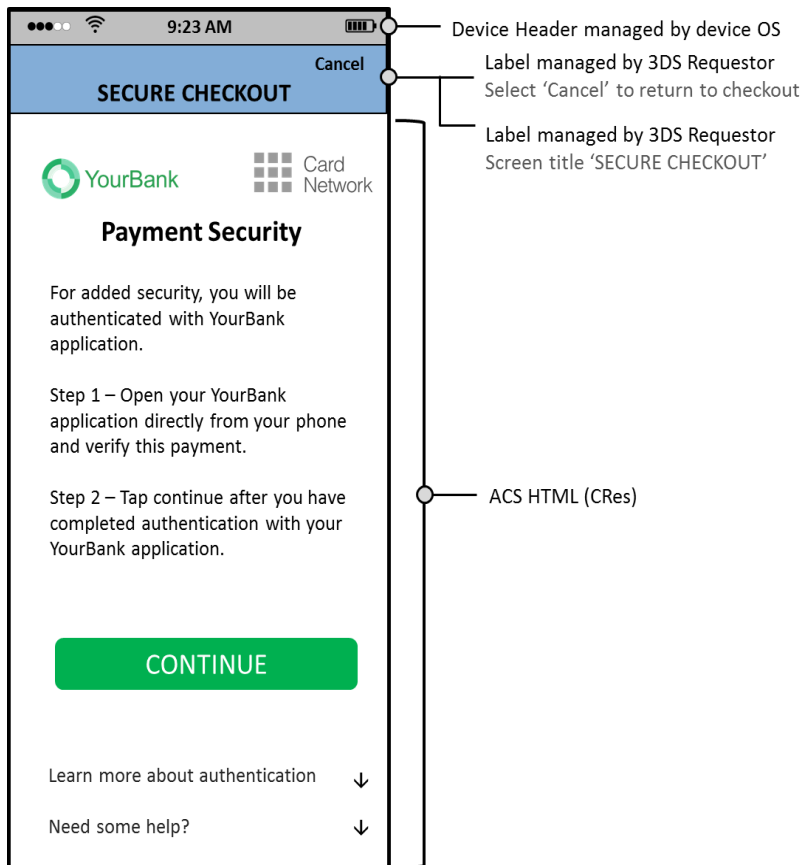 9:23 AM
Cancel
SECURE CHECKOUT
Device Header managed by device OS
Label managed by 3DS Requestor
Select ‘Cancel’ to return to checkout
Label managed by 3DS Requestor
Screen title ‘SECURE CHECKOUT’
YourBank
Card
Network
Payment Security
For added security, you will be
authenticated with YourBank
application.
Step 1 – Open your YourBank
application directly from your phone
and verify this payment.
Step 2 – Tap continue after you have
completed authentication with your
YourBank application.
ACS HTML (CRes)
CONTINUE
Learn more about authentication
Need some help?